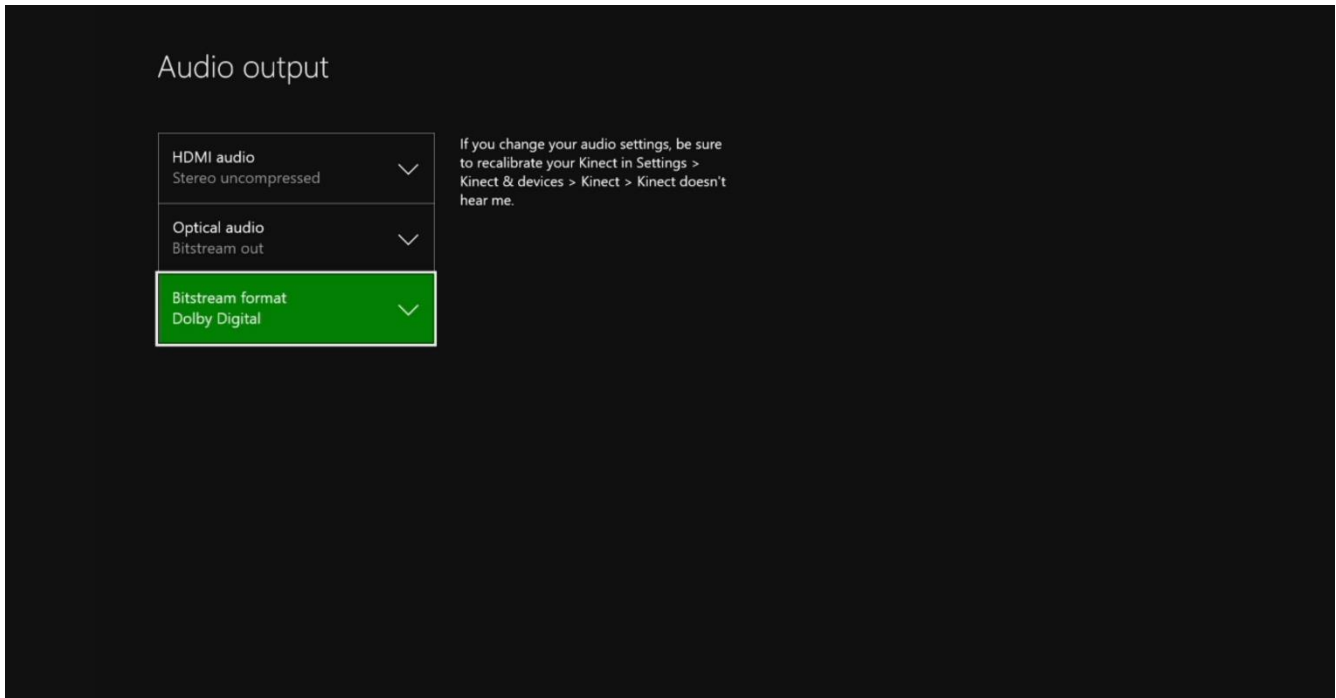 Audio output
HDMI audio
Stereo uncompressed
Optical audio
Bitstream out
Bitstream format
Dolby Digital
If you change your audio settings, be sure
to recalibrate your Kinect in Settings >
Kinect & devices > Kinect > Kinect doesn't
hear me.